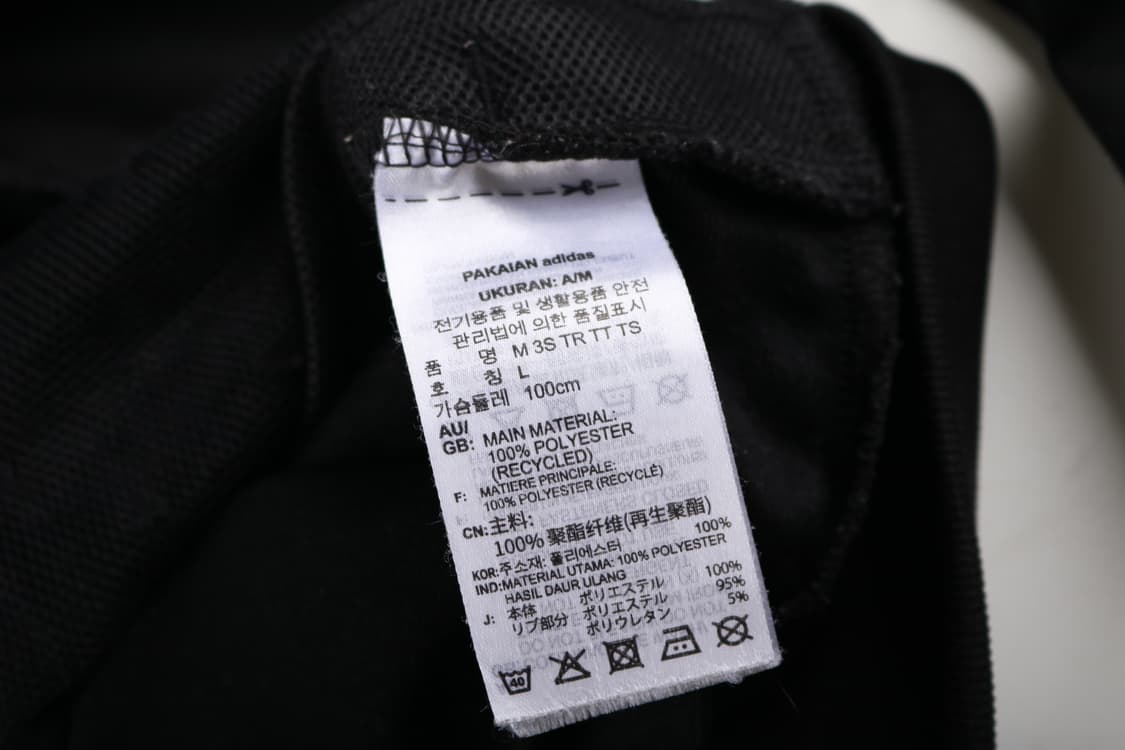 PAKAIAN adidas
UKURAN: A/M
전기용품 및 생활용품 안전
관리법에 의한 품질표시
품 명 M 3S TR TT TS
호 칭 L
가슴둘레 100cm
AU/
GB: MAIN MATERIAL:
100% POLYESTER
(RECYCLED)
F: MATIERE PRINCIPALE:
100% POLYESTER (RECYCLÉ)
CN: 主料:
100% 聚酯纤维(再生聚酯)
KOR: 주소재: 폴리에스터 100%
IND: MATERIAL UTAMA: 100% POLYESTER
HASIL DAUR ULANG
J: 本体 ポリエステル 100%
リブ部分 ポリエステル 95%
ポリウレタン 5%
40